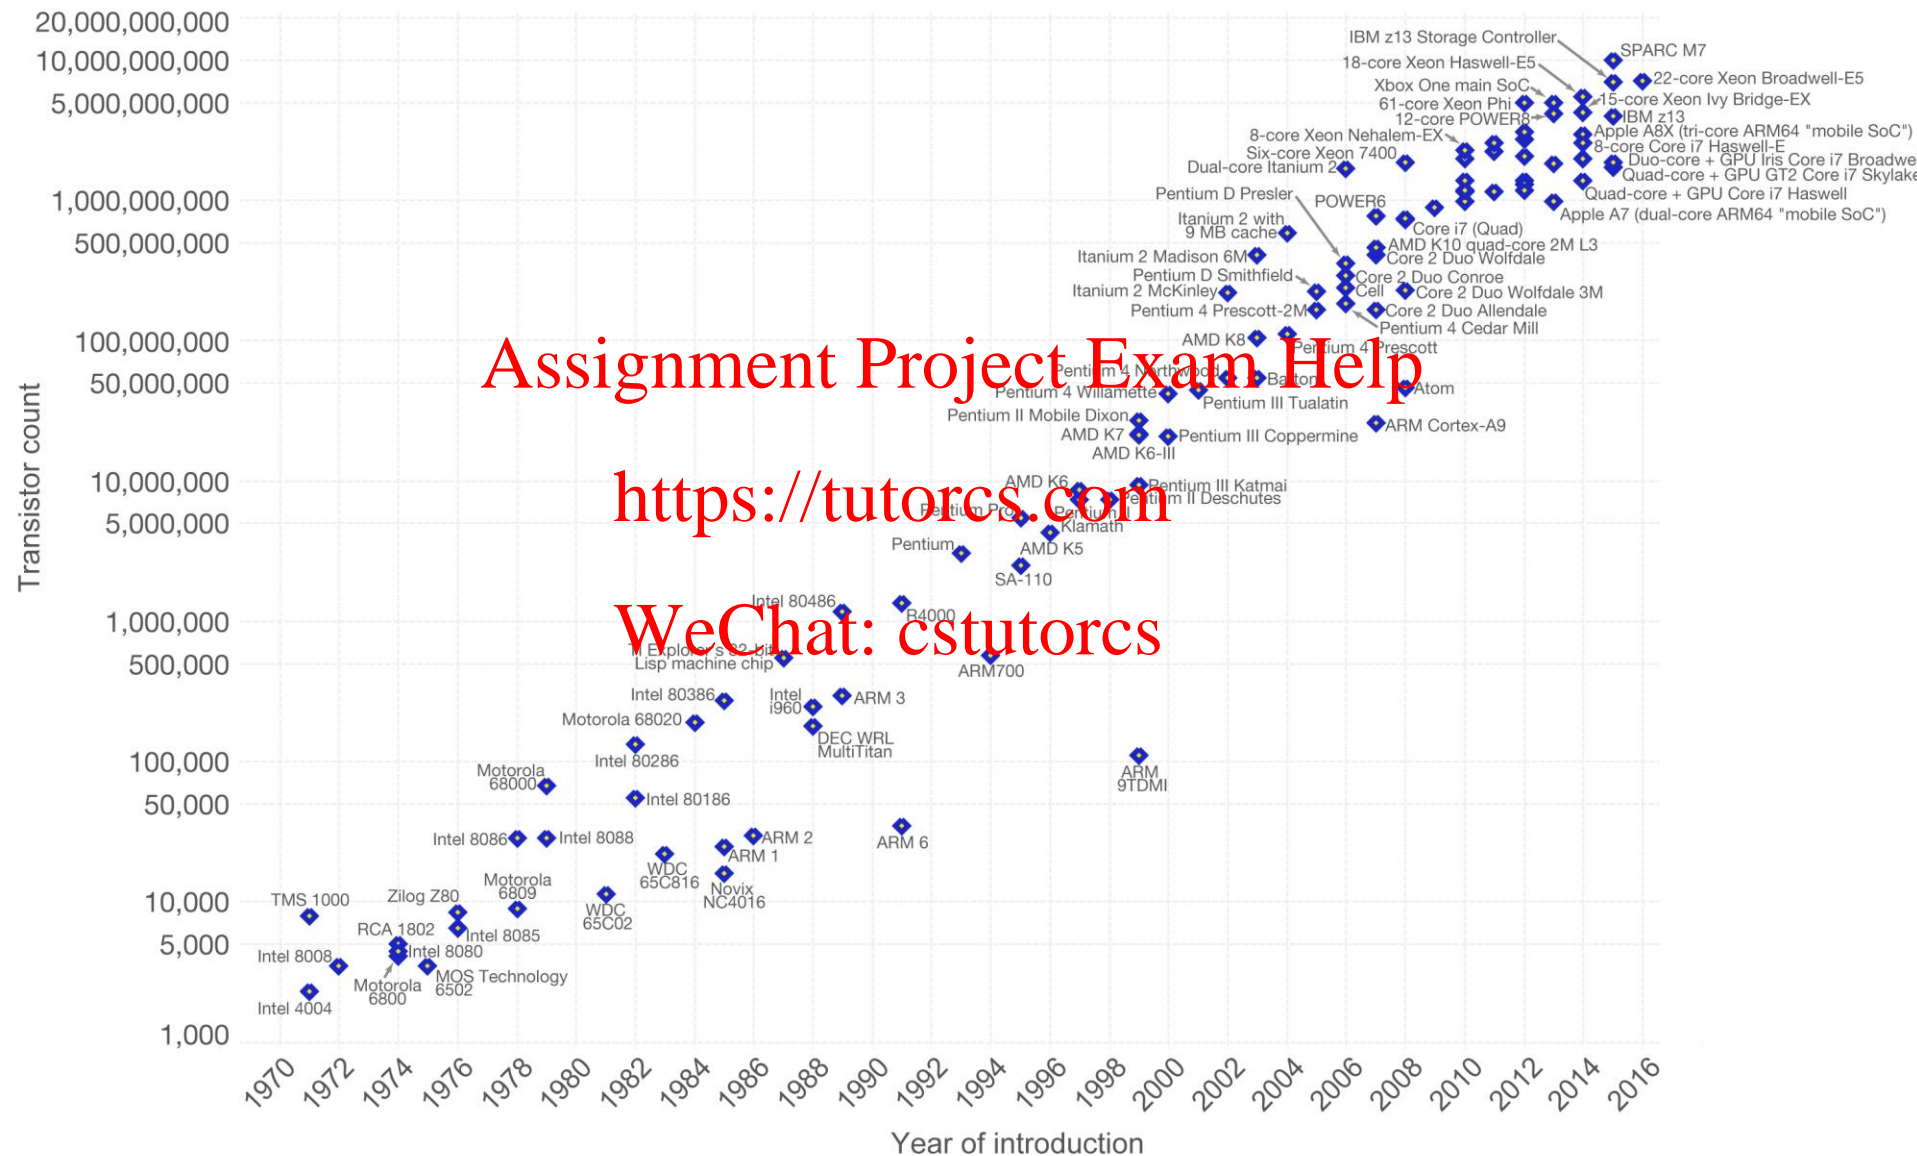 20,000,000,000
10,000,000,000
5,000,000,000
1,000,000,000
500,000,000
100,000,000
50,000,000
10,000,000
5,000,000
1,000,000
500,000
100,000
50,000
10,000
5,000
1,000
Transistor count
IBM z13 Storage Controller
SPARC M7
18-core Xeon Haswell-E5
22-core Xeon Broadwell-E5
Xbox One main SoC
15-core Xeon Ivy Bridge-EX
61-core Xeon Phi
12-core POWER8
IBM z13
8-core Xeon Nehalem-EX
Apple A8X (tri-core ARM64 "mobile SoC")
8-core Core i7 Haswell-E
Six-core Xeon 7400
Duo-core + GPU Iris Core i7 Broadwe
Dual-core Itanium 2
Quad-core + GPU GT2 Core i7 Skylake
Pentium D Presler
POWER6
Quad-core + GPU Core i7 Haswell
Itanium 2 with
9 MB cache
Apple A7 (dual-core ARM64 "mobile SoC")
Core i7 (Quad)
AMD K10 quad-core 2M L3
Itanium 2 Madison 6M
Core 2 Duo Wolfdale
Pentium D Smithfield
Core 2 Duo Conroe
Itanium 2 McKinley
Cell
Core 2 Duo Wolfdale 3M
Pentium 4 Prescott-2M
Core 2 Duo Allendale
Pentium 4 Cedar Mill
AMD K8
Pentium 4 Prescott
Assignment Project Exam Help
Pentium 4 Northwood
Barton
Atom
Pentium 4 Willamette
Pentium III Tualatin
Pentium II Mobile Dixon
ARM Cortex-A9
AMD K7
Pentium III Coppermine
AMD K6-III
AMD K6
Pentium III Katmai
https://tutorcs.com
Pentium II Deschutes
Pentium Pro
Pentium II
Klamath
Pentium
AMD K5
SA-110
Intel 80486
R4000
WeChat: cstutorcs
TI Explorer's 32-bit
Lisp machine chip
ARM700
Intel 80386
Intel
i960
ARM 3
Motorola 68020
DEC WRL
MultiTitan
Intel 80286
Motorola
68000
ARM
9TDMI
Intel 80186
Intel 8086
Intel 8088
ARM 2
ARM 6
ARM 1
WDC
65C816
Motorola
6809
Novix
NC4016
TMS 1000
Zilog Z80
WDC
65C02
RCA 1802
Intel 8085
Intel 8008
Intel 8080
MOS Technology
6502
Motorola
6800
Intel 4004
1970 1972 1974 1976 1978 1980 1982 1984 1986 1988 1990 1992 1994 1996 1998 2000 2002 2004 2006 2008 2010 2012 2014 2016
Year of introduction